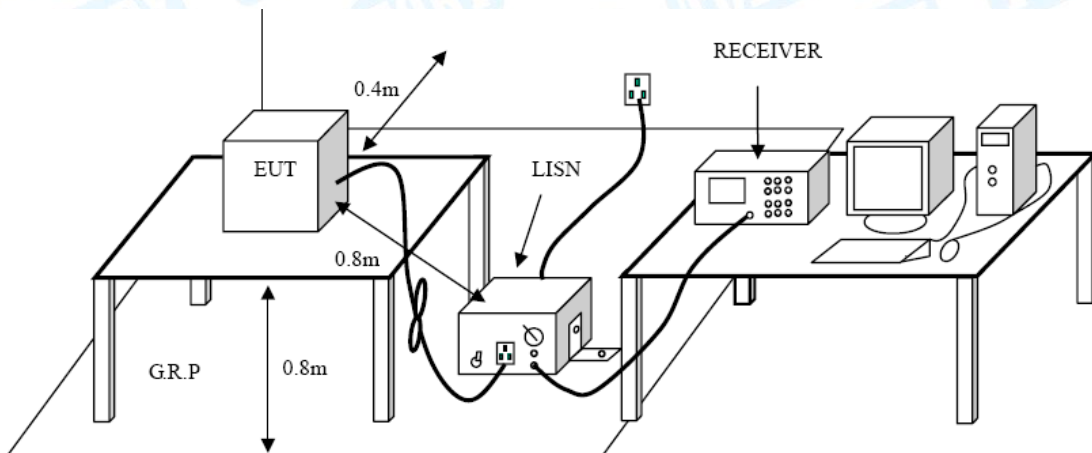 RECEIVER
0.4m
EUT
LISN
0.8m
G.R.P
0.8m